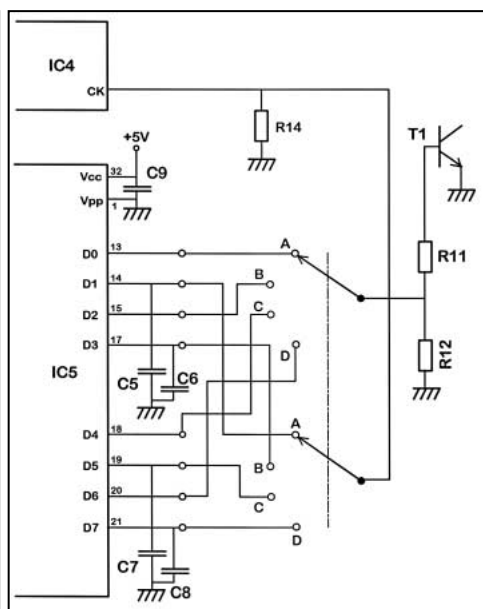 IC4
CK
R14
T1
+5V
Vcc 32 C9
Vpp 1
D0 13 A
R11
D1 14 B
D2 15 C
D3 17 D
R12
IC5 C5 C6
D4 18 A
D5 19 B
D6 20 C
D7 21 D
C7
C8